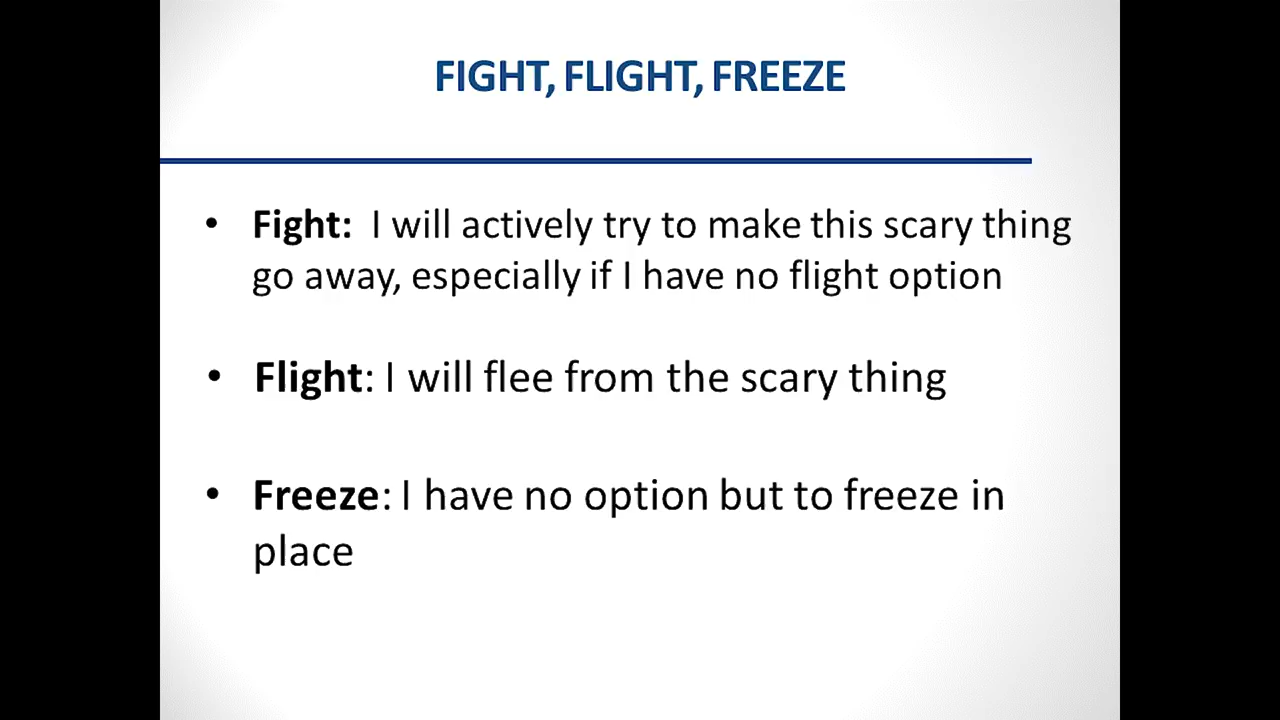 FIGHT, FLIGHT, FREEZE
• Fight: I will actively try to make this scary thing
go away, especially if I have no flight option
• Flight: I will flee from the scary thing
• Freeze: I have no option but to freeze in
place